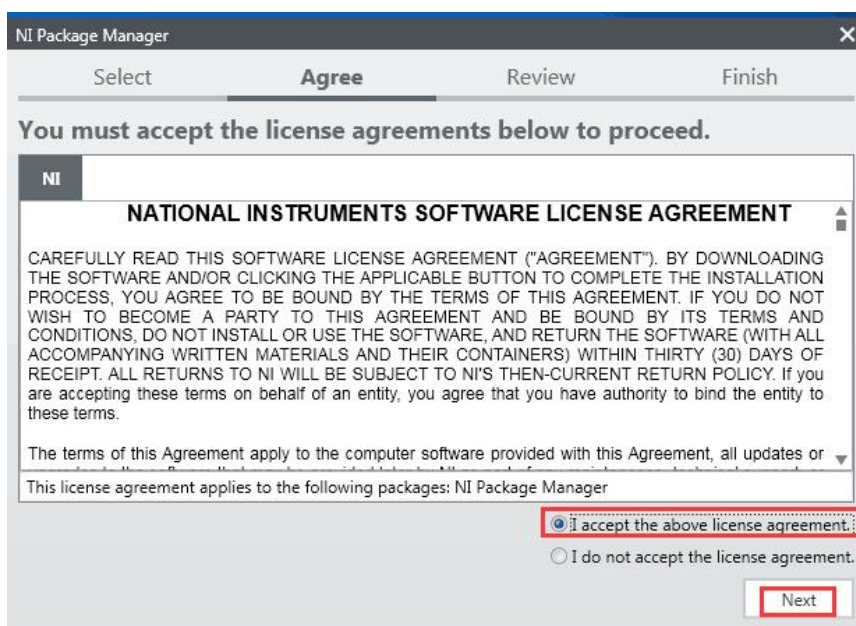 NI Package Manager
Select Agree Review Finish
You must accept the license agreements below to proceed.
NI
NATIONAL INSTRUMENTS SOFTWARE LICENSE AGREEMENT
CAREFULLY READ THIS SOFTWARE LICENSE AGREEMENT ("AGREEMENT"). BY DOWNLOADING
THE SOFTWARE AND/OR CLICKING THE APPLICABLE BUTTON TO COMPLETE THE INSTALLATION
PROCESS, YOU AGREE TO BE BOUND BY THE TERMS OF THIS AGREEMENT. IF YOU DO NOT
WISH TO BECOME A PARTY TO THIS AGREEMENT AND BE BOUND BY ITS TERMS AND
CONDITIONS, DO NOT INSTALL OR USE THE SOFTWARE, AND RETURN THE SOFTWARE (WITH ALL
ACCOMPANYING WRITTEN MATERIALS AND THEIR CONTAINERS) WITHIN THIRTY (30) DAYS OF
RECEIPT. ALL RETURNS TO NI WILL BE SUBJECT TO NI'S THEN-CURRENT RETURN POLICY. If you
are accepting these terms on behalf of an entity, you agree that you have authority to bind the entity to
these terms.
The terms of this Agreement apply to the computer software provided with this Agreement, all updates or
This license agreement applies to the following packages: NI Package Manager
I accept the above license agreement.
I do not accept the license agreement.
Next